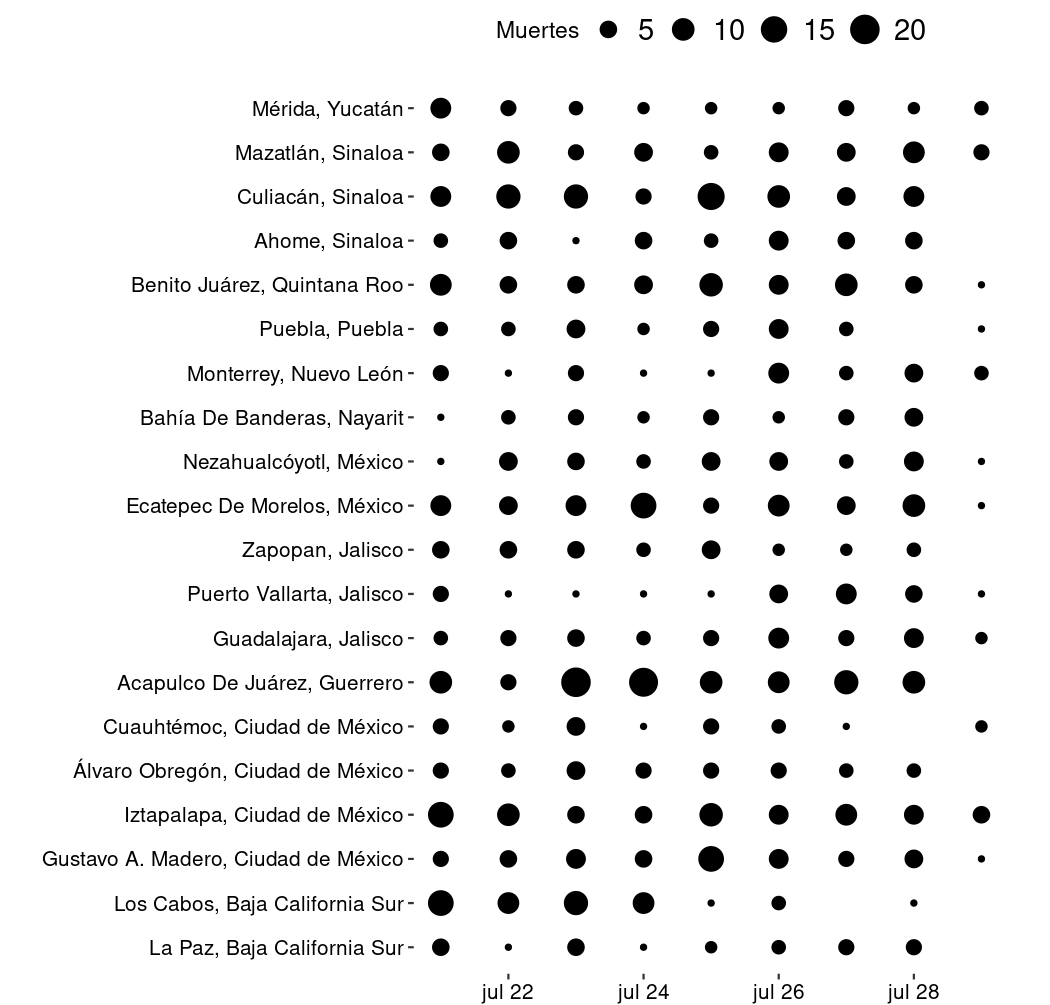 Muertes 5 10 15 20
Mérida, Yucatán
Mazatlán, Sinaloa
Culiacán, Sinaloa
Ahome, Sinaloa
Benito Juárez, Quintana Roo
Puebla, Puebla
Monterrey, Nuevo León
Bahía De Banderas, Nayarit
Nezahualcóyotl, México
Ecatepec De Morelos, México
Zapopan, Jalisco
Puerto Vallarta, Jalisco
Guadalajara, Jalisco
Acapulco De Juárez, Guerrero
Cuauhtémoc, Ciudad de México
Álvaro Obregón, Ciudad de México
Iztapalapa, Ciudad de México
Gustavo A. Madero, Ciudad de México
Los Cabos, Baja California Sur
La Paz, Baja California Sur
jul 22 jul 24 jul 26 jul 28